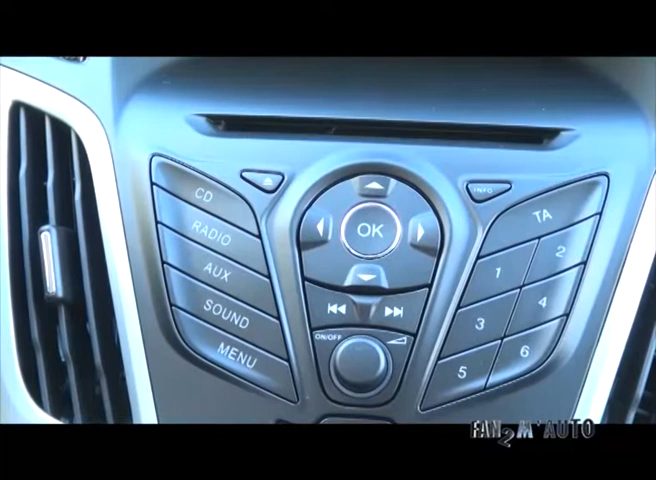 CD
RADIO
AUX
SOUND
MENU
INFO
OK
ON/OFF
TA
1 2
3 4
5 6
FAN2M'AUTO